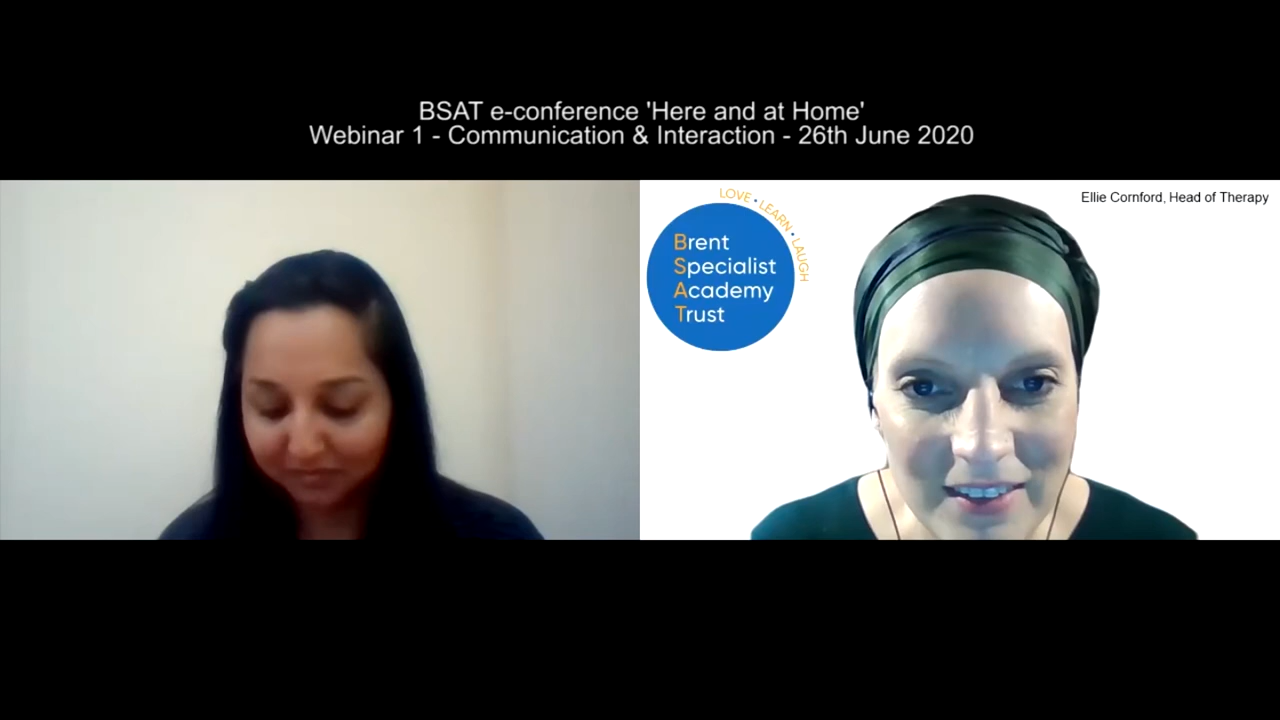 BSAT e-conference 'Here and at Home'
Webinar 1 - Communication & Interaction - 26th June 2020
LOVE • LEARN • LAUGH
Brent
Specialist
Academy
Trust
Ellie Cornford, Head of Therapy